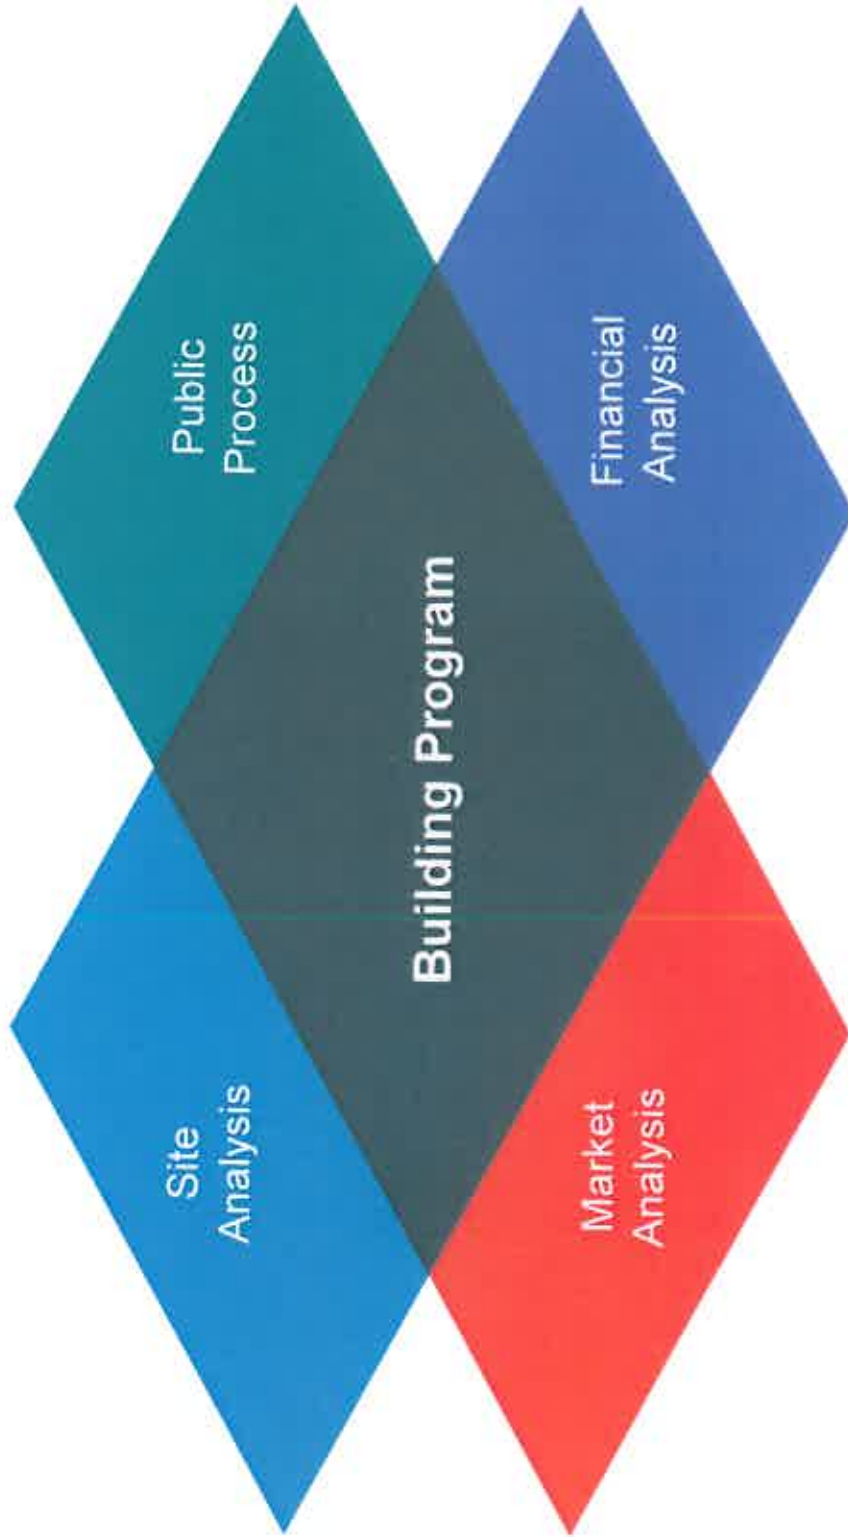 Site
Analysis
Public
Process
Building Program
Market
Analysis
Financial
Analysis